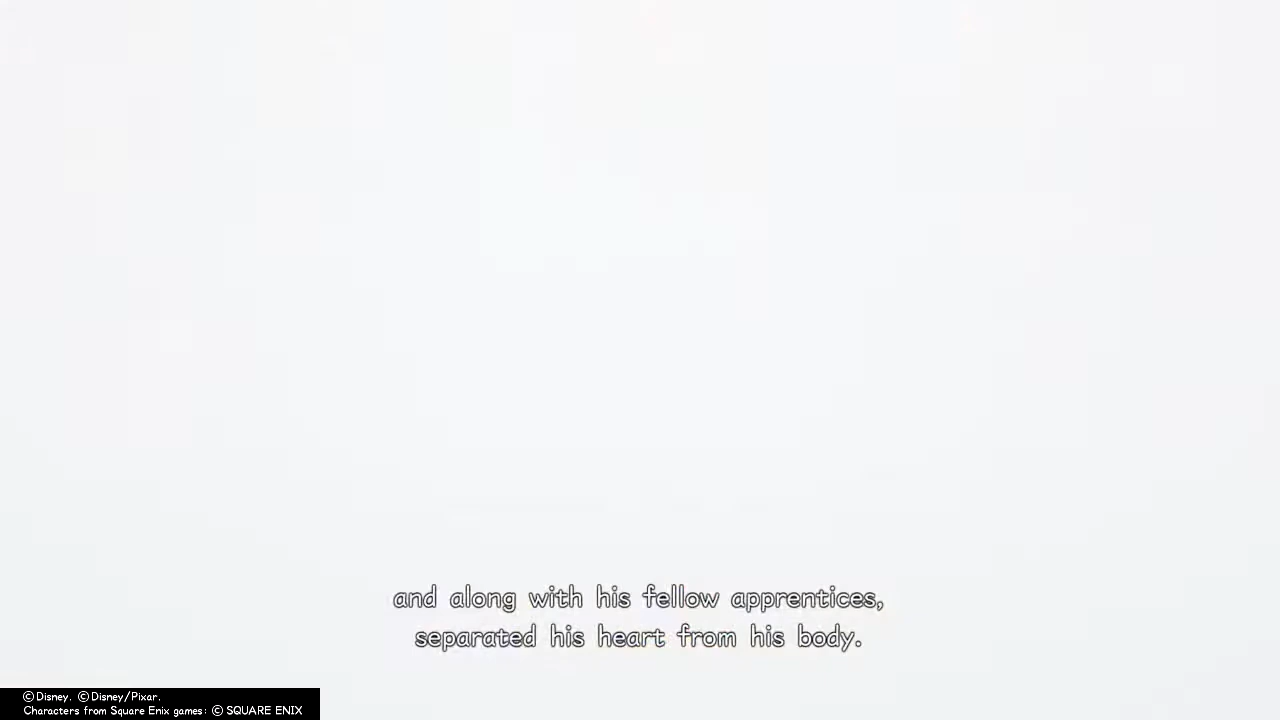 and along with his fellow apprentices,
separated his heart from his body.
©Disney. ©Disney/Pixar.
Characters from Square Enix games: © SQUARE ENIX